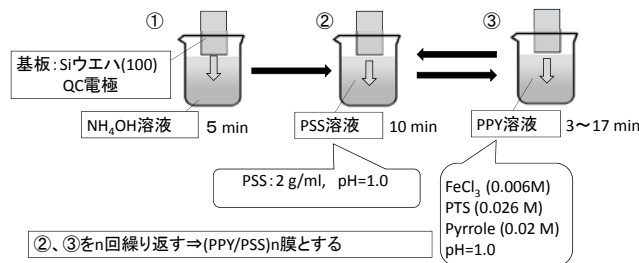 ①
②
③
基板：Siウエハ(100)
QC電極
NH₄OH溶液
5 min
PSS溶液
10 min
PPY溶液
3～17 min
PSS：2 g/ml, pH=1.0
FeCl₃ (0.006M)
PTS (0.026 M)
Pyrrole (0.02 M)
pH=1.0
②、③をn回繰り返す⇒(PPY/PSS)n膜とする